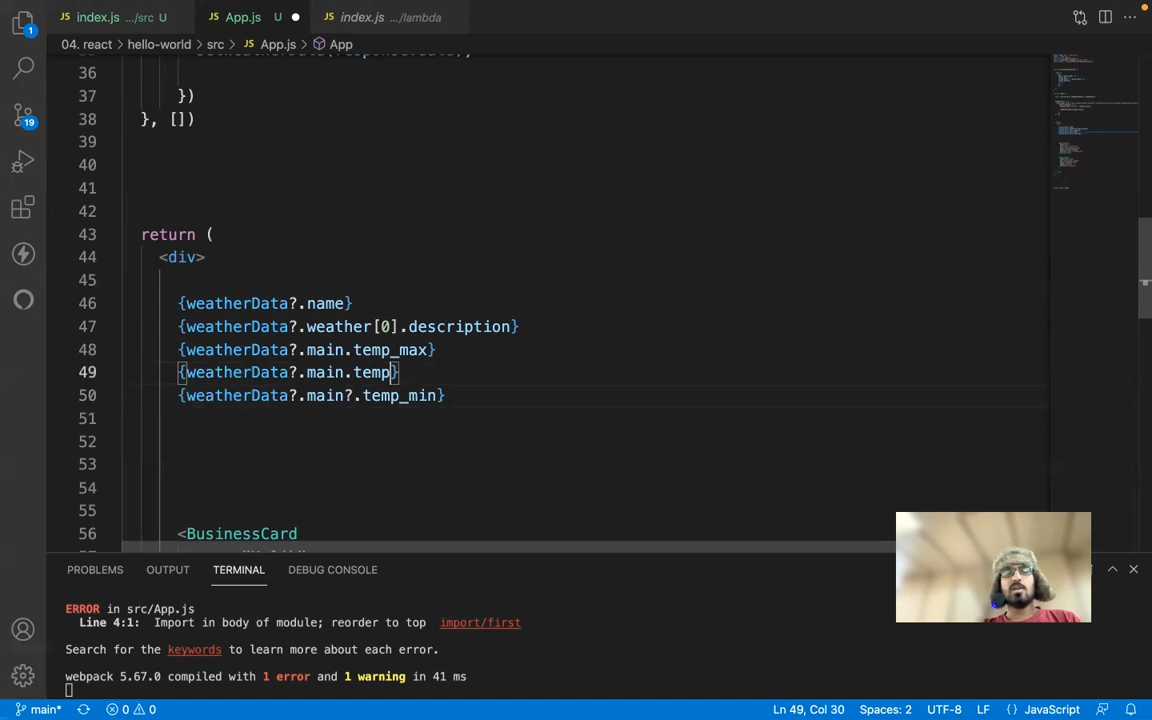 index.js .../src U
App.js U
index.js .../lambda
04. react > hello-world > src > App.js > App
36
37 })
38 }, [])
39
40
41
42
43 return (
44 <div>
45
46 {weatherData?.name}
47 {weatherData?.weather[0].description}
48 {weatherData?.main.temp_max}
49 {weatherData?.main.temp}
50 {weatherData?.main?.temp_min}
51
52
53
54
55
56 <BusinessCard
1
19
PROBLEMS OUTPUT TERMINAL DEBUG CONSOLE
ERROR in src/App.js
Line 4:1: Import in body of module; reorder to top import/first
Search for the keywords to learn more about each error.
webpack 5.67.0 compiled with 1 error and 1 warning in 41 ms
main* 0 0 Ln 49, Col 30 Spaces: 2 UTF-8 LF {} JavaScript